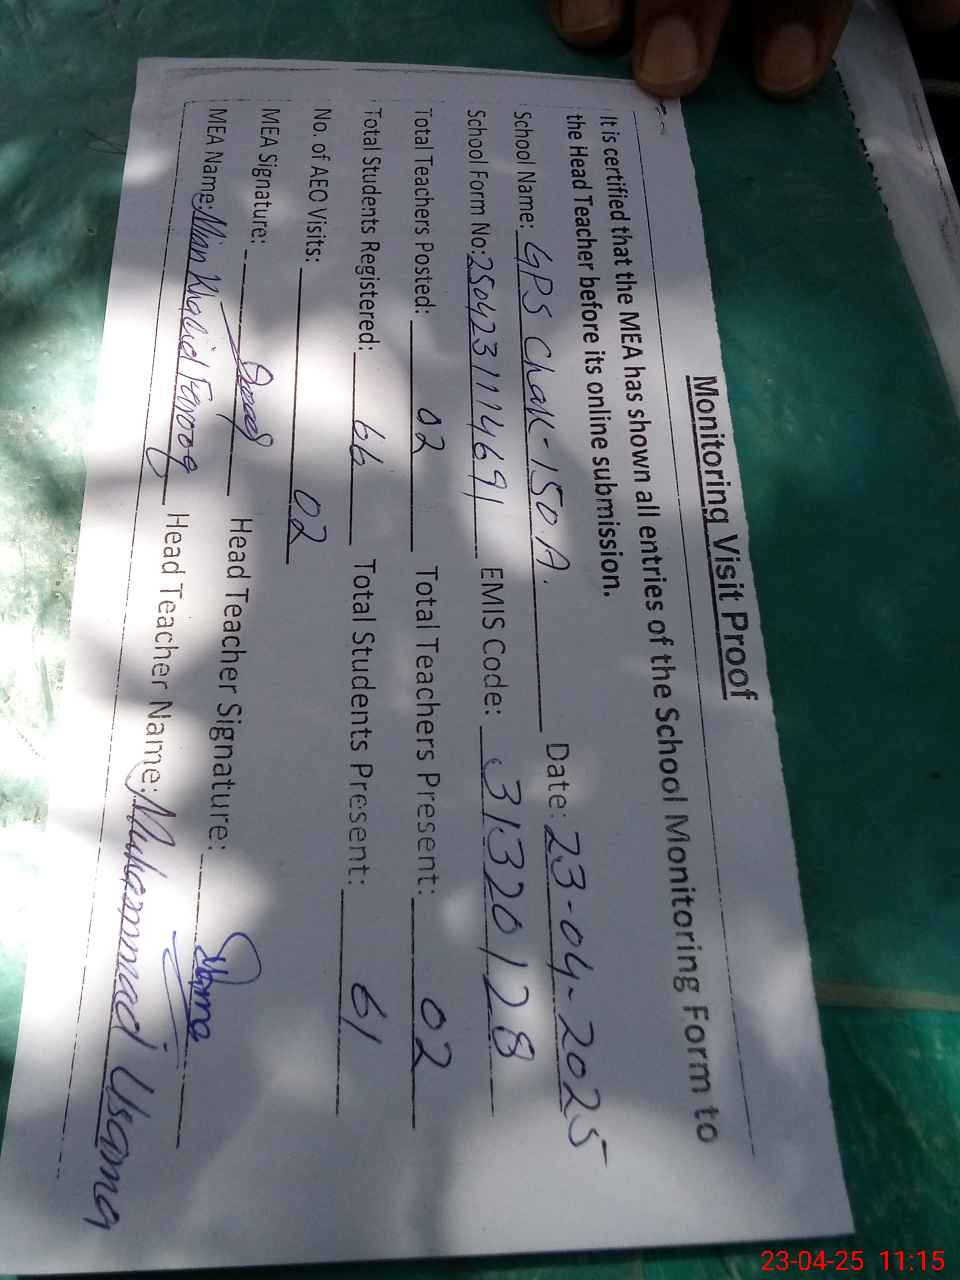 Monitoring Visit Proof
It is certified that the MEA has shown all entries of the School Monitoring Form to
the Head Teacher before its online submission.
School Name: GPS Chak-150 A. Date: 23-04-2025
School Form No: 2504231114691 EMIS Code: 31320128
Total Teachers Posted: 02 Total Teachers Present: 02
Total Students Registered: 66 Total Students Present: 61
No. of AEO Visits: 02
MEA Signature: Head Teacher Signature: Usama
MEA Name: Mian Khalid Farooq Head Teacher Name: Muhammad Usama
23-04-25 11:15